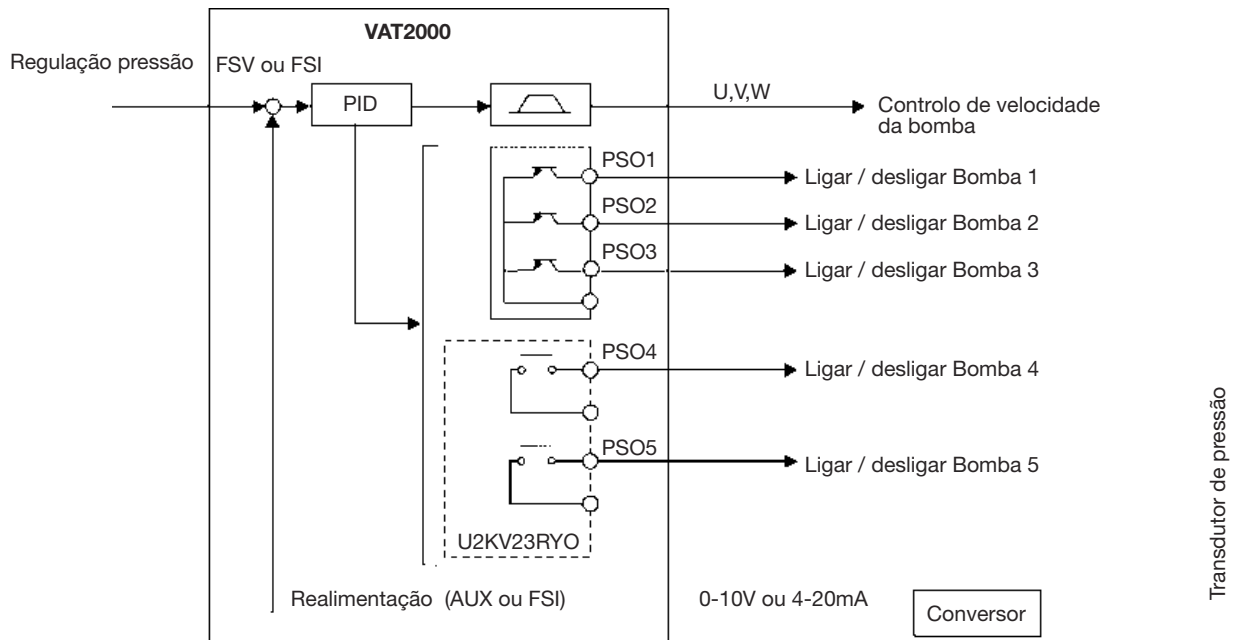 VAT2000
Regulação pressão
FSV ou FSI
PID
U,V,W
Controlo de velocidade
da bomba
PSO1
Ligar / desligar Bomba 1
PSO2
Ligar / desligar Bomba 2
PSO3
Ligar / desligar Bomba 3
PSO4
Ligar / desligar Bomba 4
PSO5
Ligar / desligar Bomba 5
U2KV23RYO
Realimentação (AUX ou FSI)
0-10V ou 4-20mA
Conversor
Transdutor de pressão